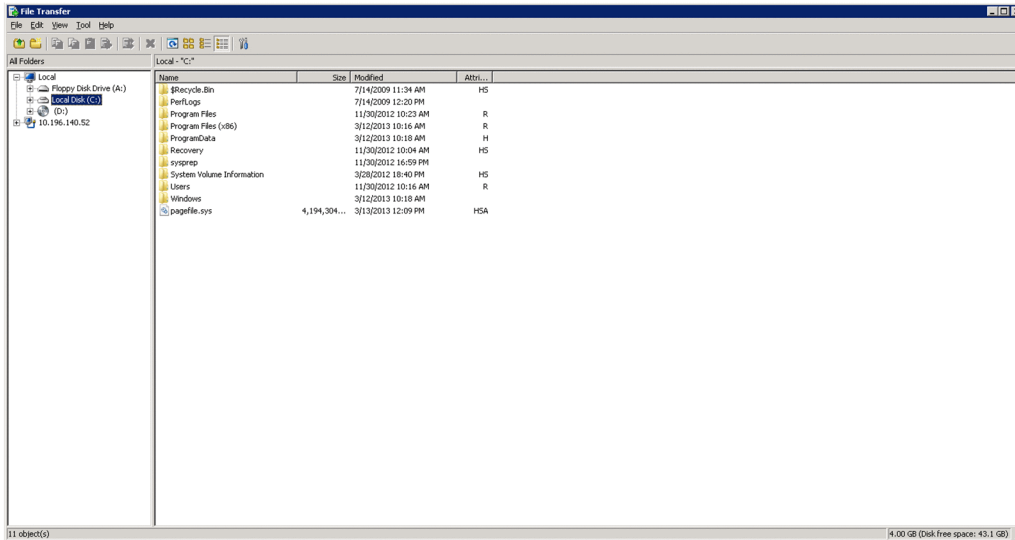 File Transfer
File Edit View Tool Help
All Folders
Local - "C:"
Local
Floppy Disk Drive (A:)
Local Disk (C:)
(D:)
10.196.140.52
Name Size Modified Attri...
$Recycle.Bin 7/14/2009 11:34 AM HS
PerfLogs 7/14/2009 12:20 PM
Program Files 11/30/2012 10:23 AM R
Program Files (x86) 3/12/2013 10:16 AM R
ProgramData 3/12/2013 10:18 AM H
Recovery 11/30/2012 10:04 AM HS
sysprep 11/30/2012 16:59 PM
System Volume Information 3/28/2012 18:40 PM HS
Users 11/30/2012 10:16 AM R
Windows 3/12/2013 10:18 AM
pagefile.sys 4,194,304... 3/13/2013 12:09 PM HSA
11 object(s)
4.00 GB (Disk free space: 43.1 GB)